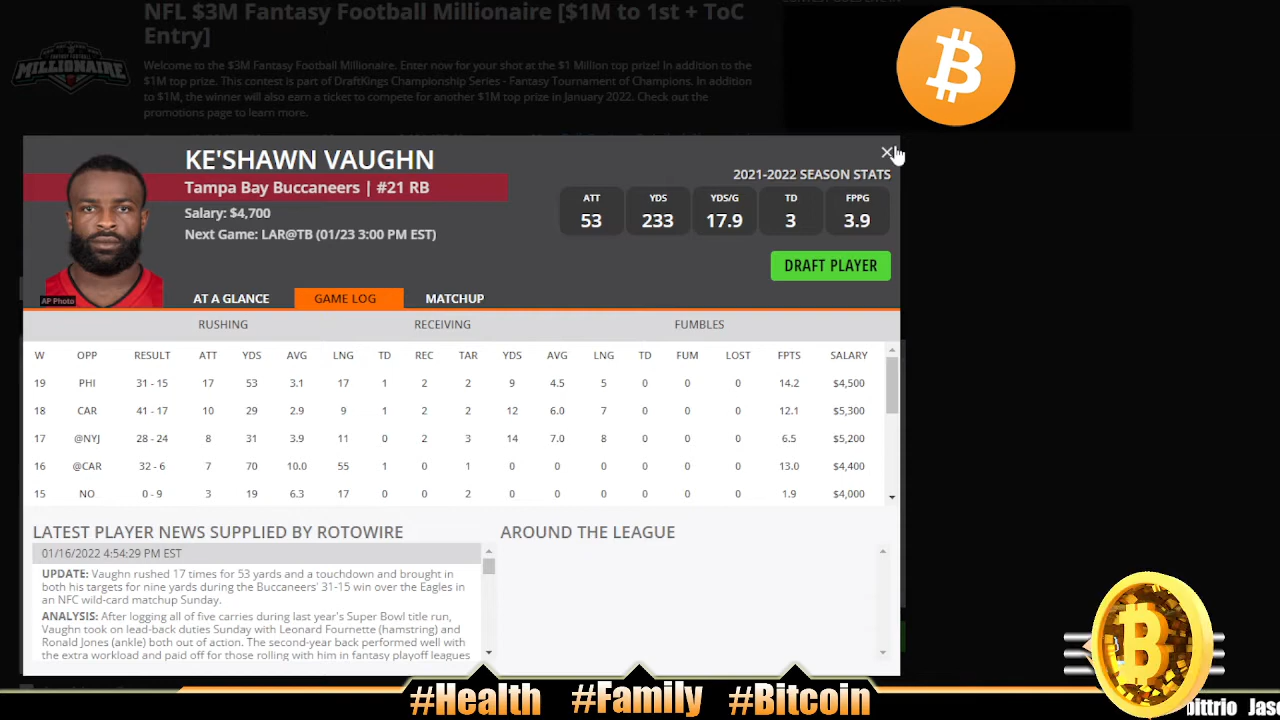 NFL $3M Fantasy Football Millionaire [$1M to 1st + ToC
Entry]
Welcome to the $3M Fantasy Football Millionaire. Enter now for your shot at the $1 Million top prize! In addition to the
$1M top prize. This contest is part of DraftKings Championship Series - Fantasy Tournament of Champions. In addition
to $1M, the winner will also earn a ticket to compete for another $1M top prize in January 2022. Check out the
promotions page to learn more.
MILLIONAIRE
KE'SHAWN VAUGHN
Tampa Bay Buccaneers | #21 RB
Salary: $4,700
Next Game: LAR@TB (01/23 3:00 PM EST)
AP Photo
2021-2022 SEASON STATS
ATT YDS YDS/G TD FPPG
53 233 17.9 3 3.9
DRAFT PLAYER
AT A GLANCE GAME LOG MATCHUP
RUSHING RECEIVING FUMBLES
W OPP RESULT ATT YDS AVG LNG TD REC TAR YDS AVG LNG TD FUM LOST FPTS SALARY
19 PHI 31 - 15 17 53 3.1 17 1 2 2 9 4.5 5 0 0 0 14.2 $4,500
18 CAR 41 - 17 10 29 2.9 9 1 2 2 12 6.0 7 0 0 0 12.1 $5,300
17 @NYJ 28 - 24 8 31 3.9 11 0 2 3 14 7.0 8 0 0 0 6.5 $5,200
16 @CAR 32 - 6 7 70 10.0 55 1 0 1 0 0 0 0 0 0 13.0 $4,400
15 NO 0 - 9 3 19 6.3 17 0 0 2 0 0 0 0 0 0 1.9 $4,000
LATEST PLAYER NEWS SUPPLIED BY ROTOWIRE
01/16/2022 4:54:29 PM EST
UPDATE: Vaughn rushed 17 times for 53 yards and a touchdown and brought in
both his targets for nine yards during the Buccaneers' 31-15 win over the Eagles in
an NFC wild-card matchup Sunday.
ANALYSIS: After logging all of five carries during last year's Super Bowl title run,
Vaughn took on lead-back duties Sunday with Leonard Fournette (hamstring) and
Ronald Jones (ankle) both out of action. The second-year back performed well with
the extra workload and paid off for those rolling with him in fantasy playoff leagues
AROUND THE LEAGUE
#Health #Family #Bitcoin